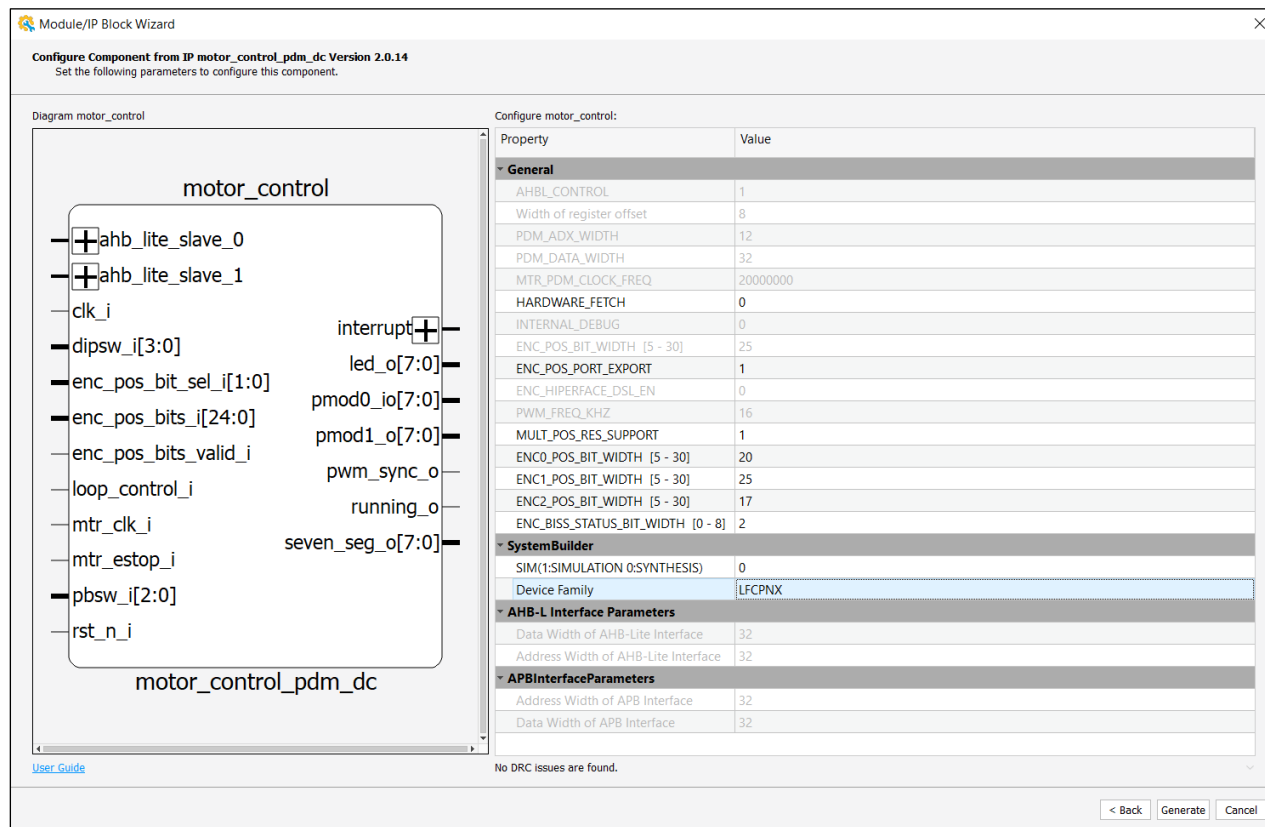 Module/IP Block Wizard
Configure Component from IP motor_control_pdm_dc Version 2.0.14
Set the following parameters to configure this component.
Diagram motor_control
motor_control
ahb_lite_slave_0
ahb_lite_slave_1
clk_i
dipsw_i[3:0]
enc_pos_bit_sel_i[1:0]
enc_pos_bits_i[24:0]
enc_pos_bits_valid_i
loop_control_i
mtr_clk_i
mtr_estop_i
pbsw_i[2:0]
rst_n_i
interrupt
led_o[7:0]
pmod0_io[7:0]
pmod1_o[7:0]
pwm_sync_o
running_o
seven_seg_o[7:0]
motor_control_pdm_dc
User Guide
Configure motor_control:
Property Value
General
AHBL_CONTROL 1
Width of register offset 8
PDM_ADX_WIDTH 12
PDM_DATA_WIDTH 32
MTR_PDM_CLOCK_FREQ 20000000
HARDWARE_FETCH 0
INTERNAL_DEBUG 0
ENC_POS_BIT_WIDTH [5 - 30] 25
ENC_POS_PORT_EXPORT 1
ENC_HIPERFACE_DSL_EN 0
PWM_FREQ_KHZ 16
MULT_POS_RES_SUPPORT 1
ENC0_POS_BIT_WIDTH [5 - 30] 20
ENC1_POS_BIT_WIDTH [5 - 30] 25
ENC2_POS_BIT_WIDTH [5 - 30] 17
ENC_BISS_STATUS_BIT_WIDTH [0 - 8] 2
SystemBuilder
SIM(1:SIMULATION 0:SYNTHESIS) 0
Device Family LFCPNX
AHB-L Interface Parameters
Data Width of AHB-Lite Interface 32
Address Width of AHB-Lite Interface 32
APBInterfaceParameters
Address Width of APB Interface 32
Data Width of APB Interface 32
No DRC issues are found.
< Back Generate Cancel